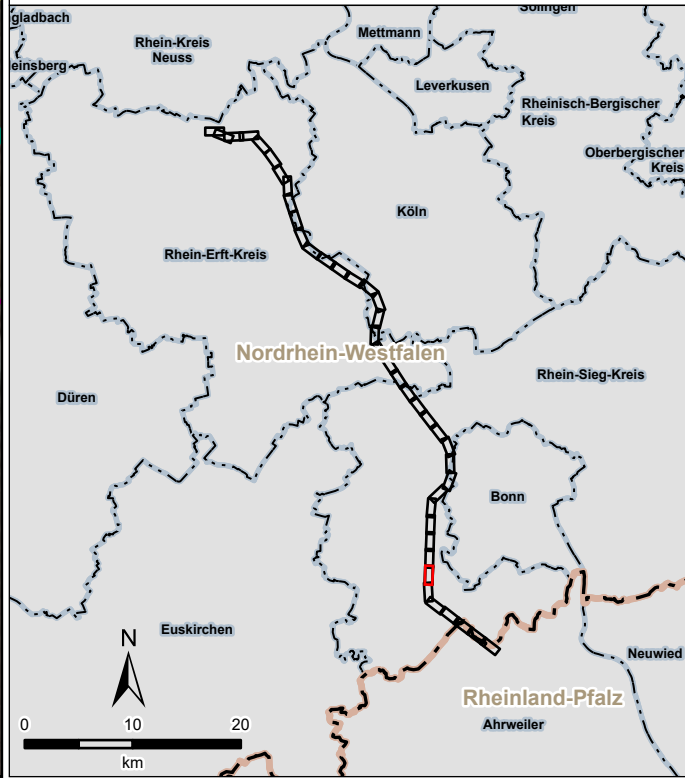 gladbach
Solingen
Mettmann
Rhein-Kreis
Neuss
einsberg
Leverkusen
Rheinisch-Bergischer
Kreis
Oberbergischer
Kreis
Köln
Rhein-Erft-Kreis
Nordrhein-Westfalen
Rhein-Sieg-Kreis
Düren
Bonn
Euskirchen
N
Neuwied
Rheinland-Pfalz
Ahrweiler
0 10 20
km